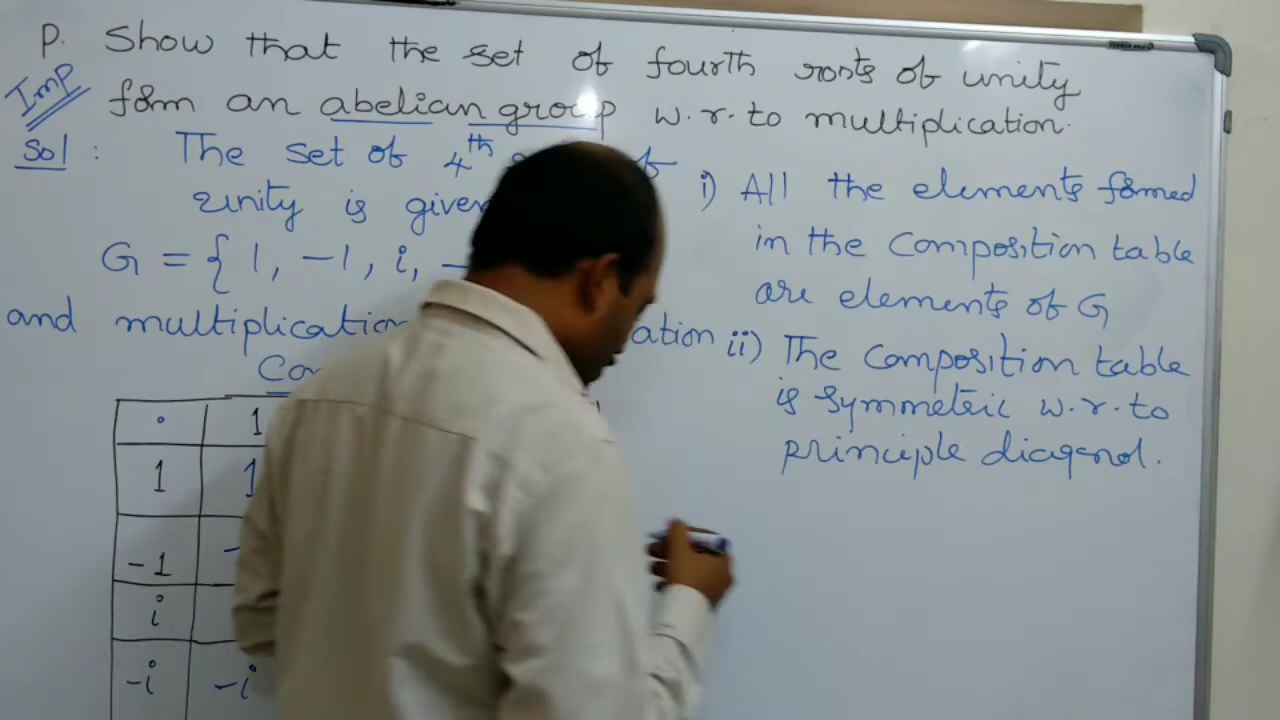 P. Show that the set of fourth roots of unity
Imp
form an abelian group w.r.to multiplication.
Sol : The set of 4th of
unity is given
G = { 1, -1, i, -
and multiplication ation
Con
. 1
1 1
-1 -
i
-i -i
i) All the elements formed
in the Composition table
are elements of G
ii) The Composition table
is symmetric w.r.to
principle diagonal.